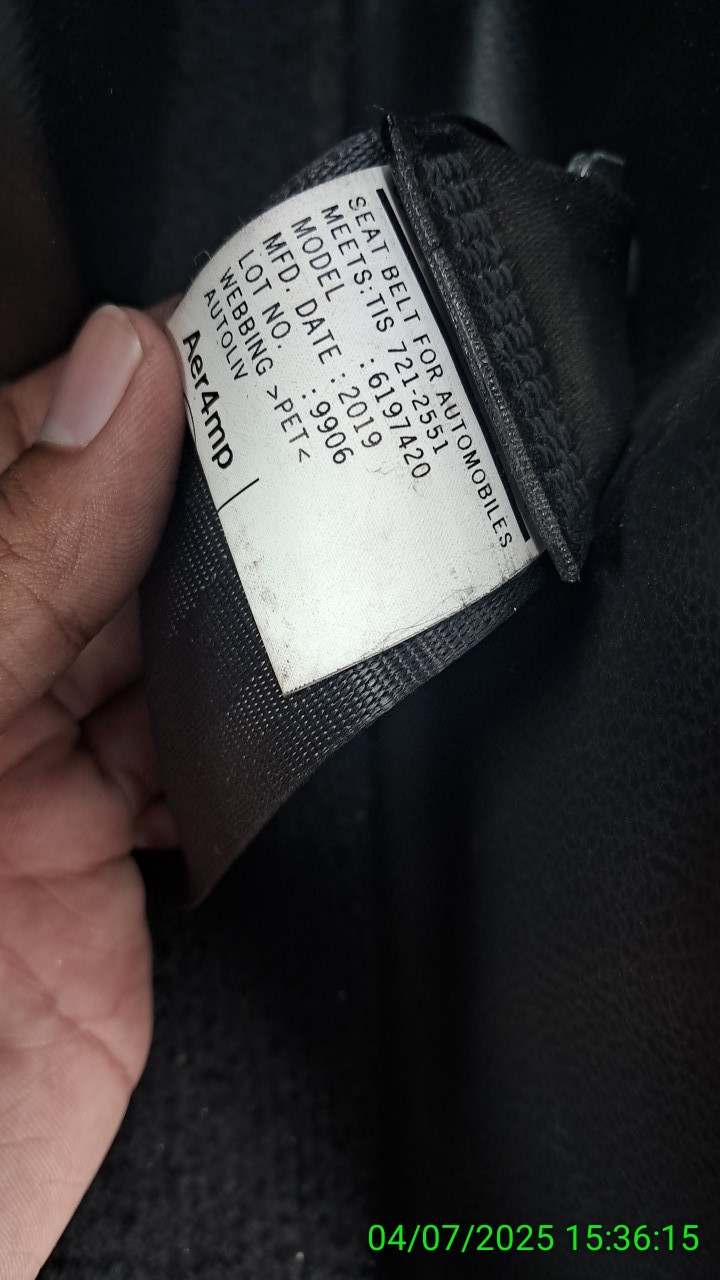 SEAT BELT FOR AUTOMOBILES
MEETS:TIS 721-2551
MODEL :6197420
MFD. DATE :2019
LOT NO. :9906
WEBBING >PET<
AUTOLIV
Aer4mp
04/07/2025 15:36:15